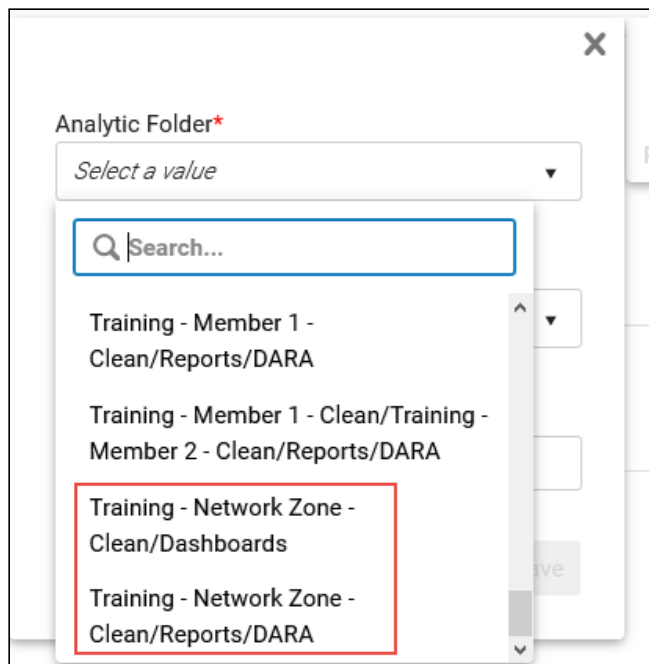 Analytic Folder*
Select a value
Search...
Training - Member 1 -
Clean/Reports/DARA
Training - Member 1 - Clean/Training -
Member 2 - Clean/Reports/DARA
Training - Network Zone -
Clean/Dashboards
Training - Network Zone -
Clean/Reports/DARA